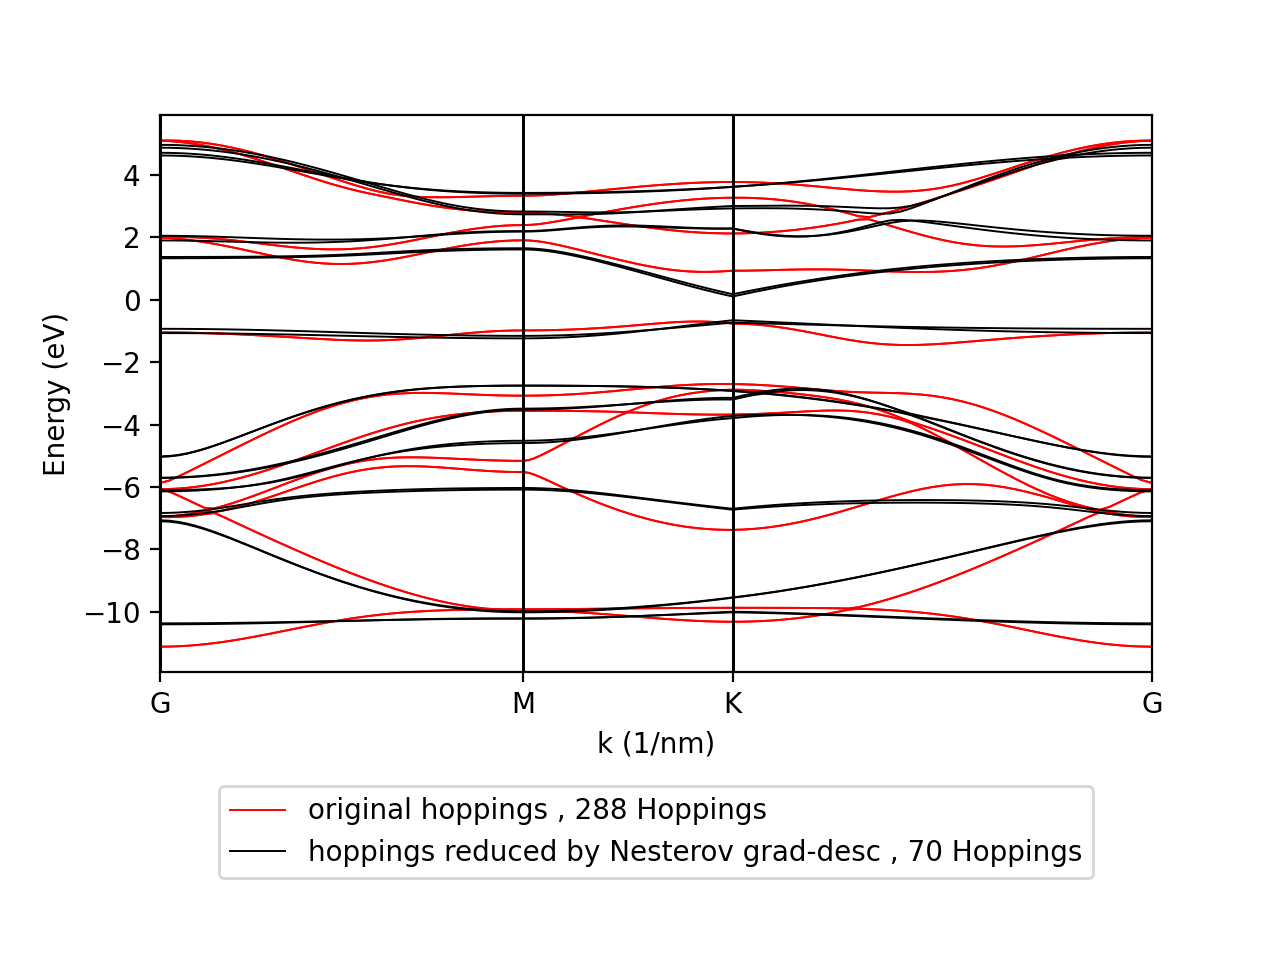 4
2
0
−2
−4
−6
−8
−10
Energy (eV)
G M K G
k (1/nm)
original hoppings , 288 Hoppings
hoppings reduced by Nesterov grad-desc , 70 Hoppings